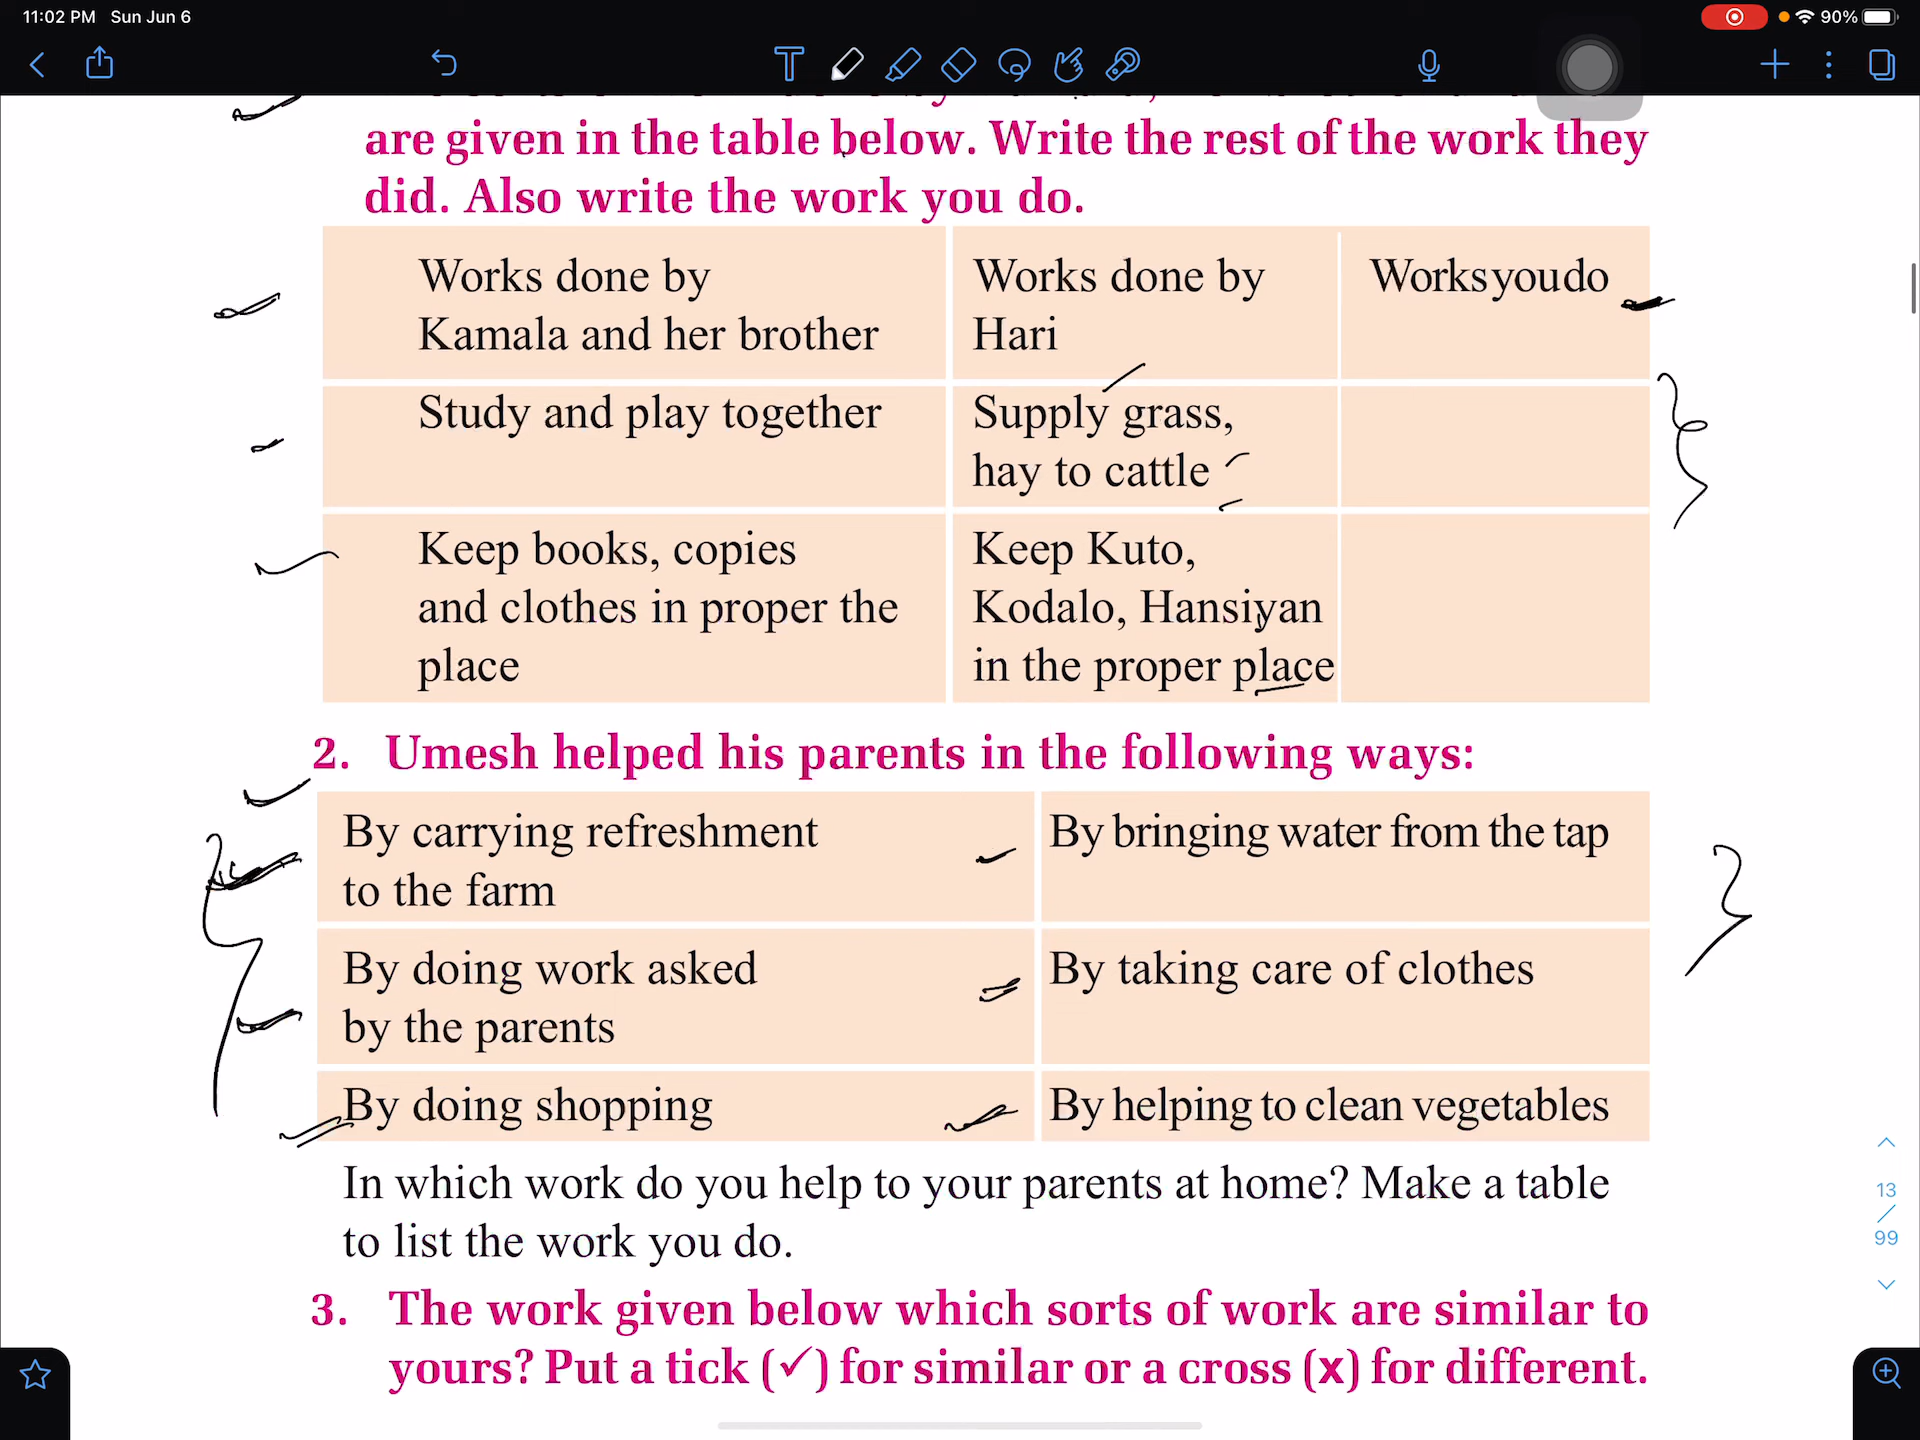 11:02 PM Sun Jun 6
90%
are given in the table below. Write the rest of the work they
did. Also write the work you do.
Works done by
Kamala and her brother
Works done by
Hari
Works you do
Study and play together
Supply grass,
hay to cattle
Keep books, copies
and clothes in proper the
place
Keep Kuto,
Kodalo, Hansiyan
in the proper place
2. Umesh helped his parents in the following ways:
By carrying refreshment
to the farm
By bringing water from the tap
By doing work asked
by the parents
By taking care of clothes
By doing shopping
By helping to clean vegetables
In which work do you help to your parents at home? Make a table
to list the work you do.
3. The work given below which sorts of work are similar to
yours? Put a tick (✓) for similar or a cross (x) for different.
13
/
99